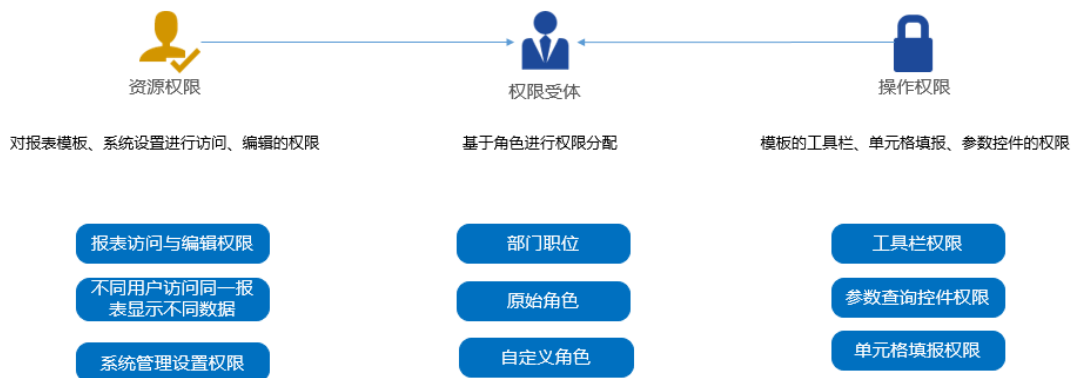 资源权限
权限受体
操作权限
对报表模板、系统设置进行访问、编辑的权限
基于角色进行权限分配
模板的工具栏、单元格填报、参数控件的权限
报表访问与编辑权限
部门职位
工具栏权限
不同用户访问同一报
表显示不同数据
原始角色
参数查询控件权限
系统管理设置权限
自定义角色
单元格填报权限